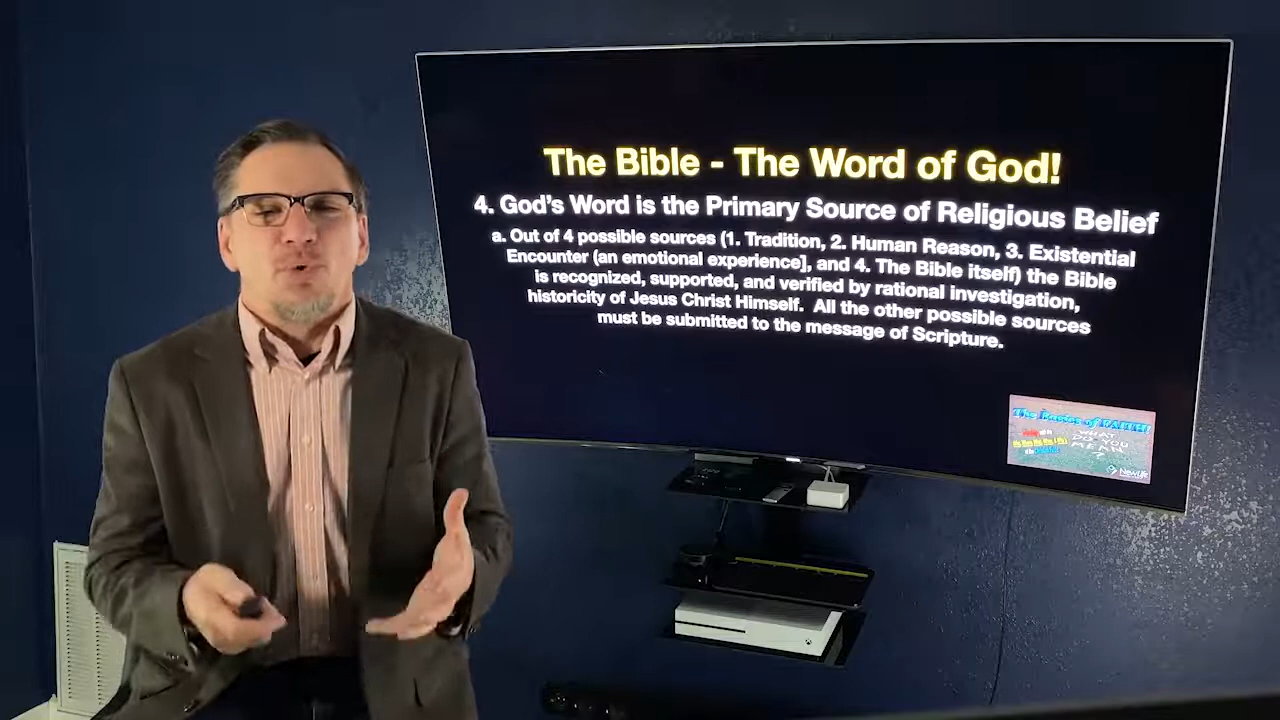 The Bible - The Word of God!
4. God's Word is the Primary Source of Religious Belief
a. Out of 4 possible sources (1. Tradition, 2. Human Reason, 3. Existential
Encounter (an emotional experience], and 4. The Bible itself) the Bible
is recognized, supported, and verified by rational investigation,
historicity of Jesus Christ Himself. All the other possible sources
must be submitted to the message of Scripture.
The Basics of FAITH!
WHAT
DO YOU
MEAN
?
NewLife